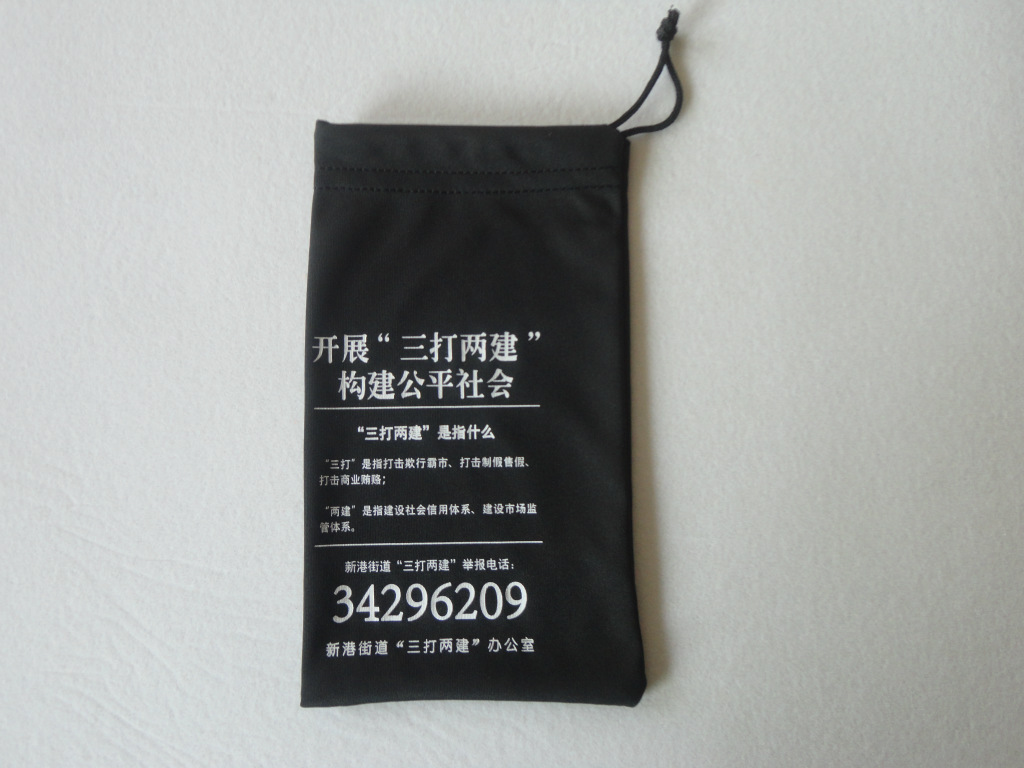 开展“三打两建”
构建公平社会
“三打两建”是指什么
“三打”是指打击欺行霸市、打击制假售假、
打击商业贿赂；
“两建”是指建设社会信用体系、建设市场监
管体系。
新港街道“三打两建”举报电话：
34296209
新港街道“三打两建”办公室